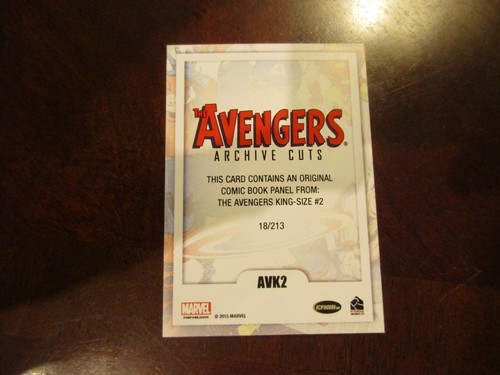 THE AVENGERS
ARCHIVE CUTS
THIS CARD CONTAINS AN ORIGINAL
COMIC BOOK PANEL FROM:
THE AVENGERS KING-SIZE #2
18/213
AVK2
MARVEL
© 2015 MARVEL